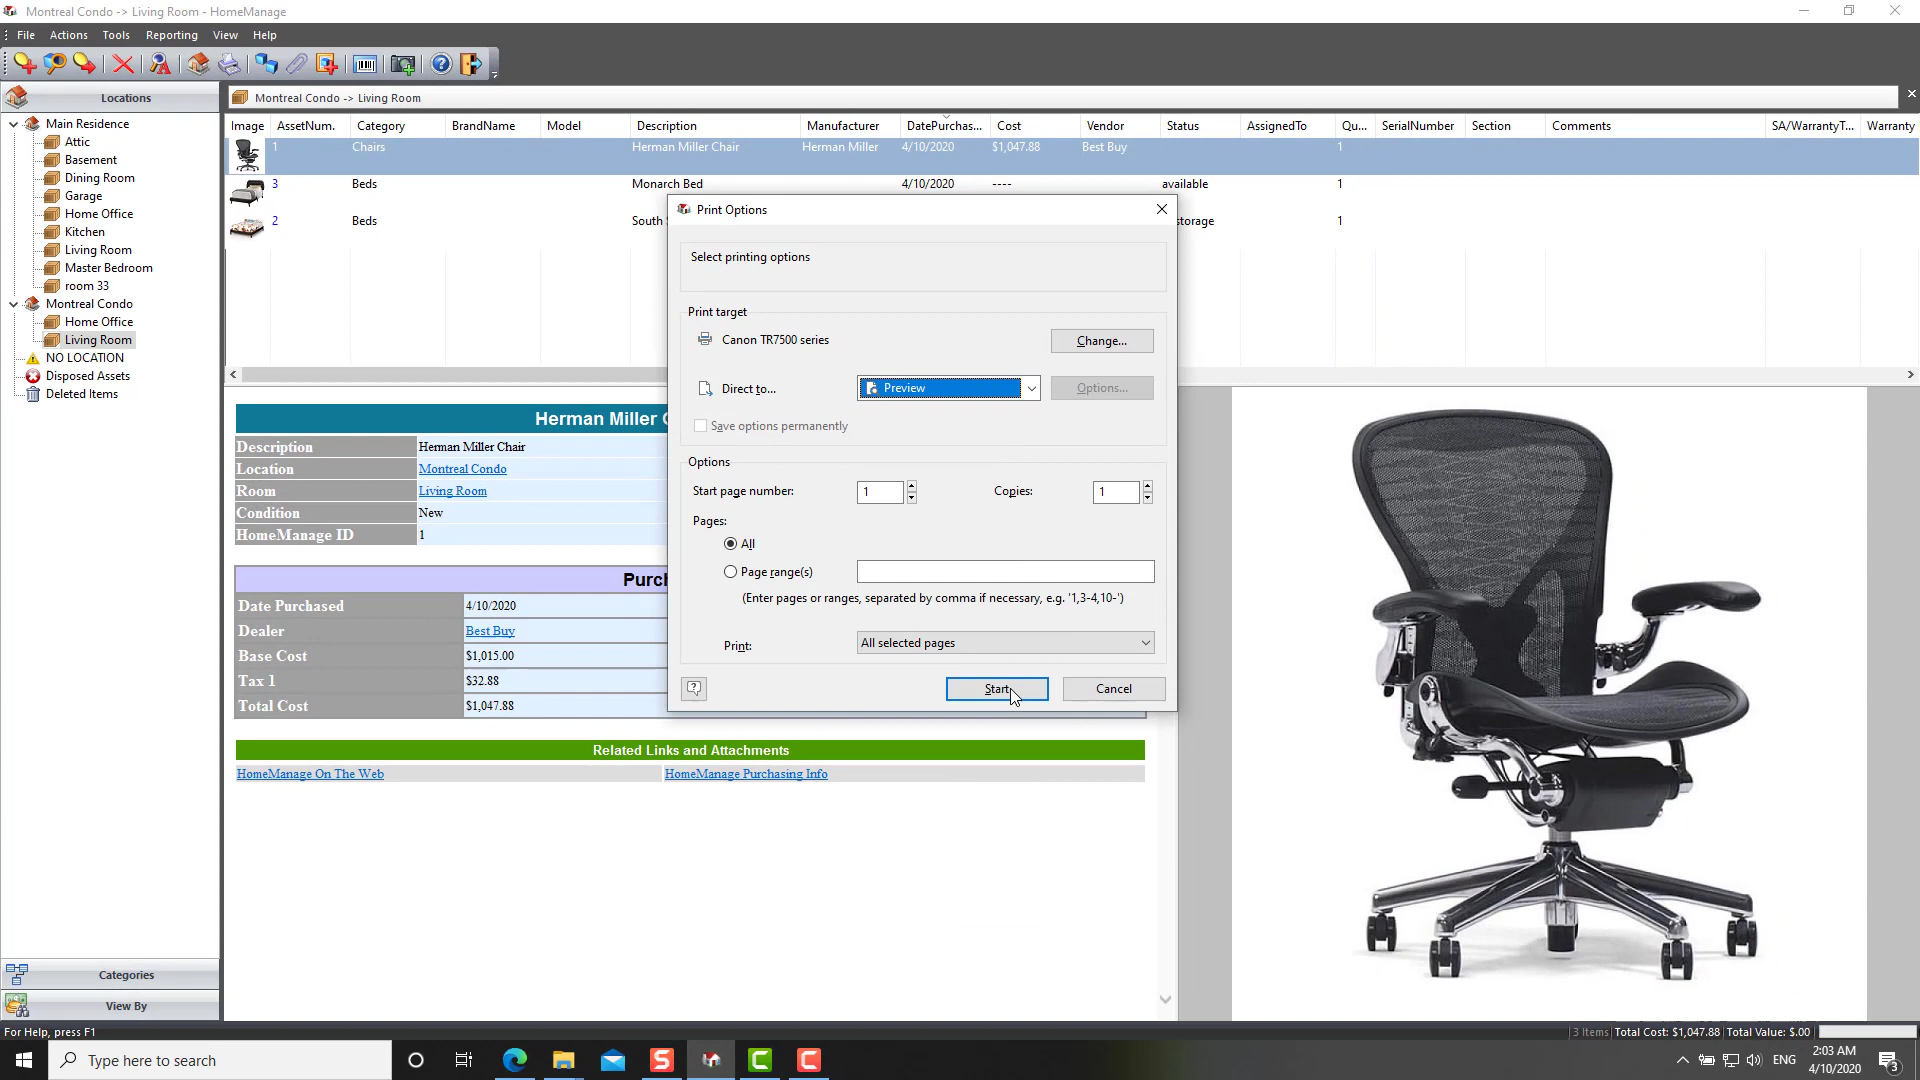 Montreal Condo -> Living Room - HomeManage
File Actions Tools Reporting View Help
Locations
Montreal Condo -> Living Room
Main Residence
Attic
Basement
Dining Room
Garage
Home Office
Kitchen
Living Room
Master Bedroom
room 33
Montreal Condo
Home Office
Living Room
NO LOCATION
Disposed Assets
Deleted Items
Categories
View By
Image AssetNum. Category BrandName Model Description Manufacturer DatePurchas... Cost Vendor Status AssignedTo Qu... SerialNumber Section Comments SA/WarrantyT... Warranty
1 Chairs Herman Miller Chair Herman Miller 4/10/2020 $1,047.88 Best Buy 1
3 Beds Monarch Bed 4/10/2020 ---- available 1
2 Beds South storage 1
Print Options
Select printing options
Print target
Canon TR7500 series Change...
Direct to... Preview Options...
Save options permanently
Options
Start page number: 1 Copies: 1
Pages:
All
Page range(s)
(Enter pages or ranges, separated by comma if necessary, e.g. '1,3-4,10-')
Print: All selected pages
Start Cancel
Herman Miller
Description Herman Miller Chair
Location Montreal Condo
Room Living Room
Condition New
HomeManage ID 1
Date Purchased 4/10/2020
Dealer Best Buy
Base Cost $1,015.00
Tax 1 $32.88
Total Cost $1,047.88
Related Links and Attachments
HomeManage On The Web HomeManage Purchasing Info
For Help, press F1 3 Items Total Cost: $1,047.88 Total Value: $.00
Type here to search
S C C
ENG
2:03 AM
4/10/2020
3